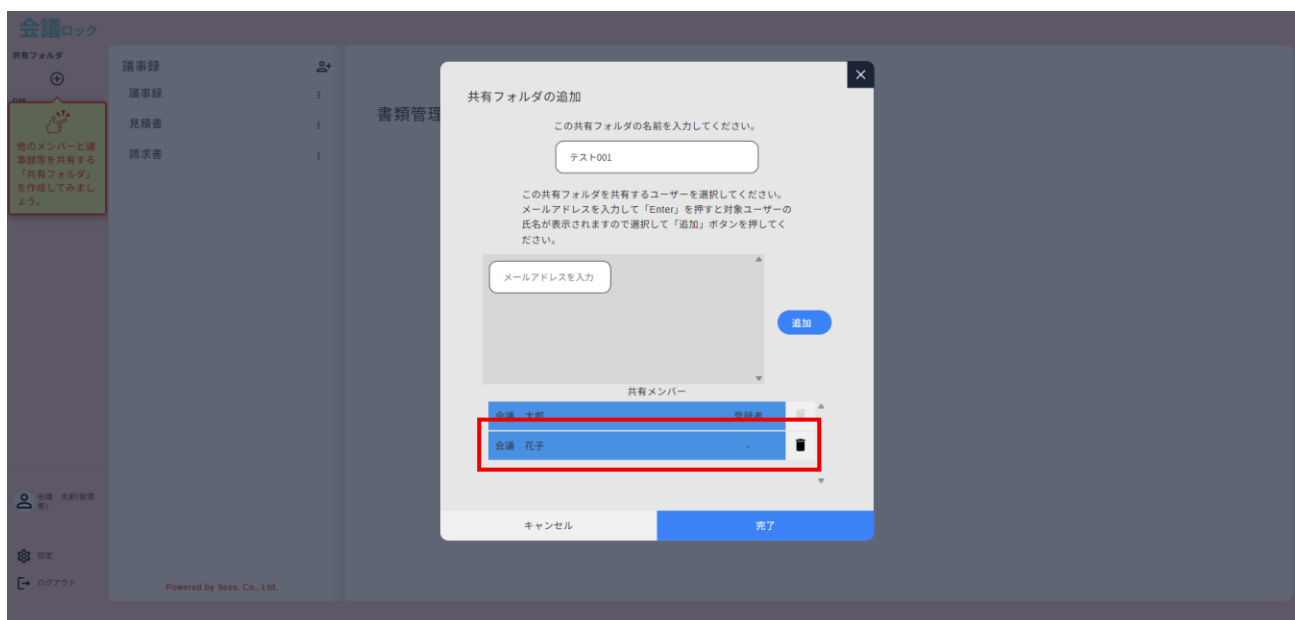 会議ロック
共有フォルダ
議事録
議事録
見積書
請求書
他のメンバーと議
事録等を共有する
「共有フォルダ」
を作成してみまし
ょう。
会議 太郎(管理
者)
設定
ログアウト
Powered by Sees. Co., Ltd.
書類管理
共有フォルダの追加
この共有フォルダの名前を入力してください。
テスト001
この共有フォルダを共有するユーザーを選択してください。
メールアドレスを入力して「Enter」を押すと対象ユーザーの
氏名が表示されますので選択して「追加」ボタンを押してく
ださい。
メールアドレスを入力
追加
共有メンバー
会議 太郎 登録者
会議 花子 -
キャンセル 完了